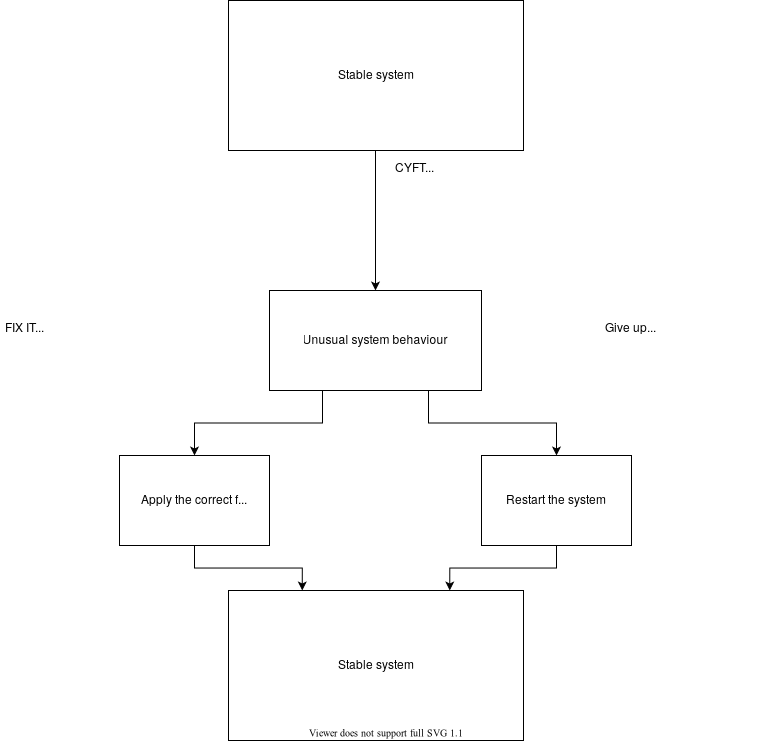 Stable system
CYFT...
FIX IT...
Unusual system behaviour
Give up...
Apply the correct f...
Restart the system
Stable system
Viewer does not support full SVG 1.1